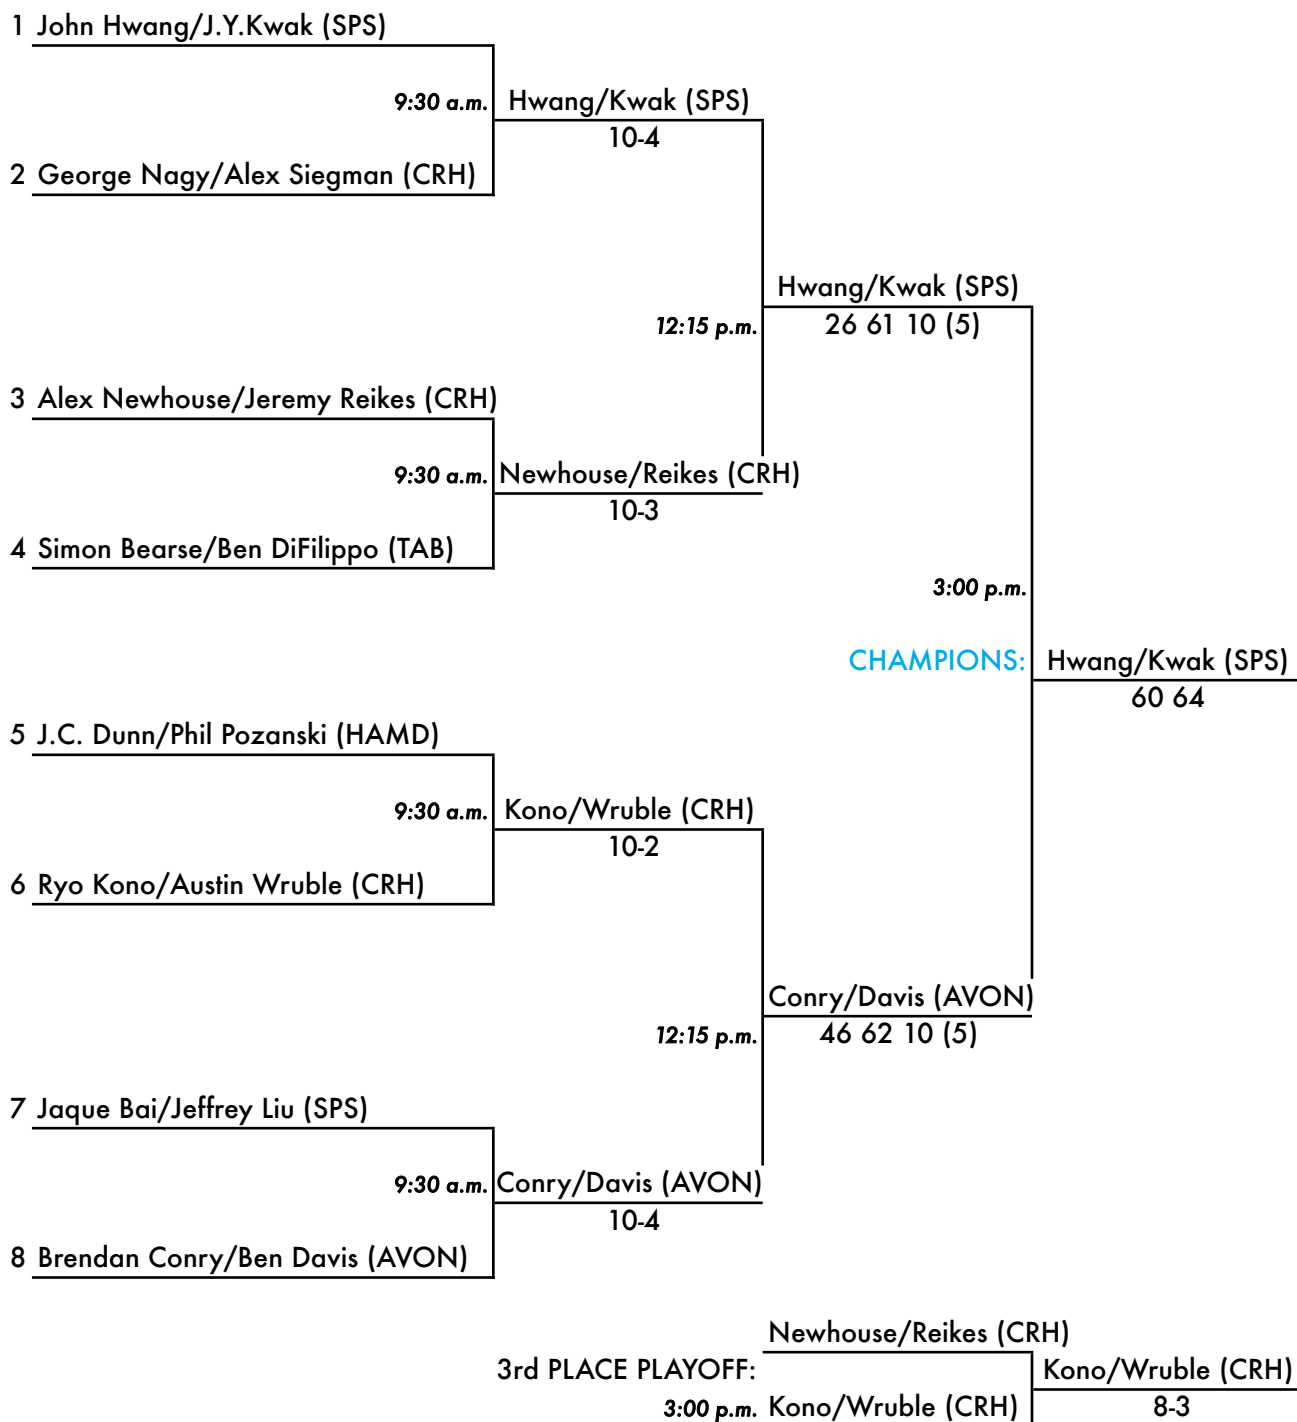 1 John Hwang/J.Y.Kwak (SPS)
9:30 a.m.
Hwang/Kwak (SPS)
10-4
2 George Nagy/Alex Siegman (CRH)
Hwang/Kwak (SPS)
12:15 p.m.
26 61 10 (5)
3 Alex Newhouse/Jeremy Reikes (CRH)
9:30 a.m.
Newhouse/Reikes (CRH)
10-3
4 Simon Bearse/Ben DiFilippo (TAB)
3:00 p.m.
CHAMPIONS:
Hwang/Kwak (SPS)
60 64
5 J.C. Dunn/Phil Pozanski (HAMD)
9:30 a.m.
Kono/Wruble (CRH)
10-2
6 Ryo Kono/Austin Wruble (CRH)
Conry/Davis (AVON)
12:15 p.m.
46 62 10 (5)
7 Jaque Bai/Jeffrey Liu (SPS)
9:30 a.m.
Conry/Davis (AVON)
10-4
8 Brendan Conry/Ben Davis (AVON)
Newhouse/Reikes (CRH)
3rd PLACE PLAYOFF:
Kono/Wruble (CRH)
3:00 p.m.
Kono/Wruble (CRH)
8-3